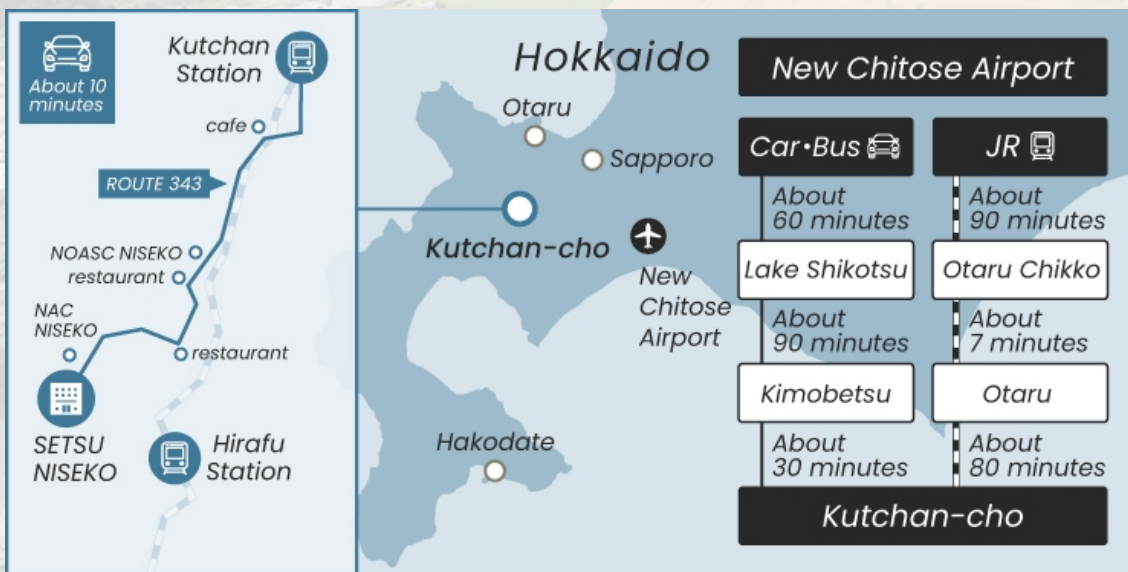 About 10
minutes
Kutchan
Station
cafe
ROUTE 343
NOASC NISEKO
restaurant
NAC
NISEKO
restaurant
SETSU
NISEKO
Hirafu
Station
Hokkaido
Otaru
Sapporo
Kutchan-cho
New
Chitose
Airport
Hakodate
New Chitose Airport
Car•Bus
About
60 minutes
Lake Shikotsu
About
90 minutes
Kimobetsu
About
30 minutes
JR
About
90 minutes
Otaru Chikko
About
7 minutes
Otaru
About
80 minutes
Kutchan-cho